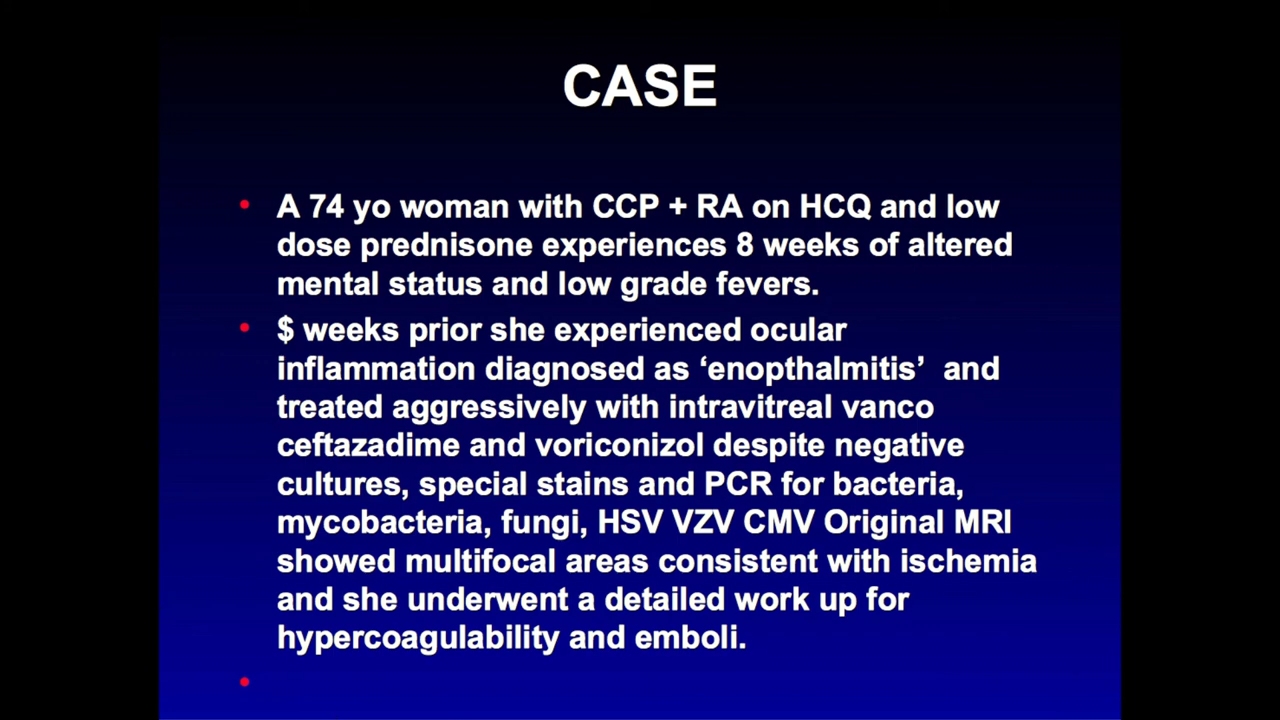 CASE
• A 74 yo woman with CCP + RA on HCQ and low
dose prednisone experiences 8 weeks of altered
mental status and low grade fevers.
• $ weeks prior she experienced ocular
inflammation diagnosed as ‘enopthalmitis’ and
treated aggressively with intravitreal vanco
ceftazadime and voriconizol despite negative
cultures, special stains and PCR for bacteria,
mycobacteria, fungi, HSV VZV CMV Original MRI
showed multifocal areas consistent with ischemia
and she underwent a detailed work up for
hypercoagulability and emboli.
•